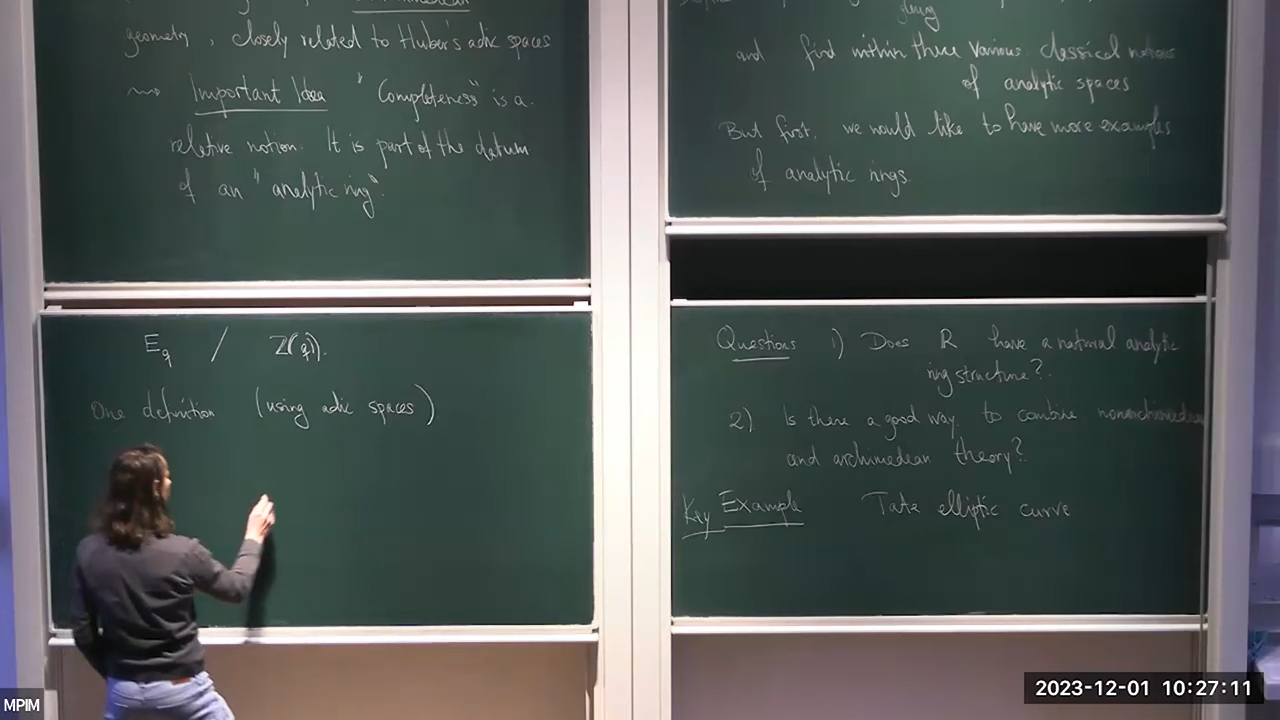 geometry, closely related to Huber's adic spaces
⇝ Important Idea "Completeness" is a
relative notion. It is part of the datum
of an "analytic ring".
and find within these various classical notions
of analytic spaces
But first, we would like to have more examples
of analytic rings.
E_q / Z((q)).
One definition (using adic spaces)
Questions 1) Does R have a natural analytic
ring structure?
2) Is there a good way to combine nonarchimedean
and archimedean theory?
Key Example Tate elliptic curve
MPIM
2023-12-01 10:27:11